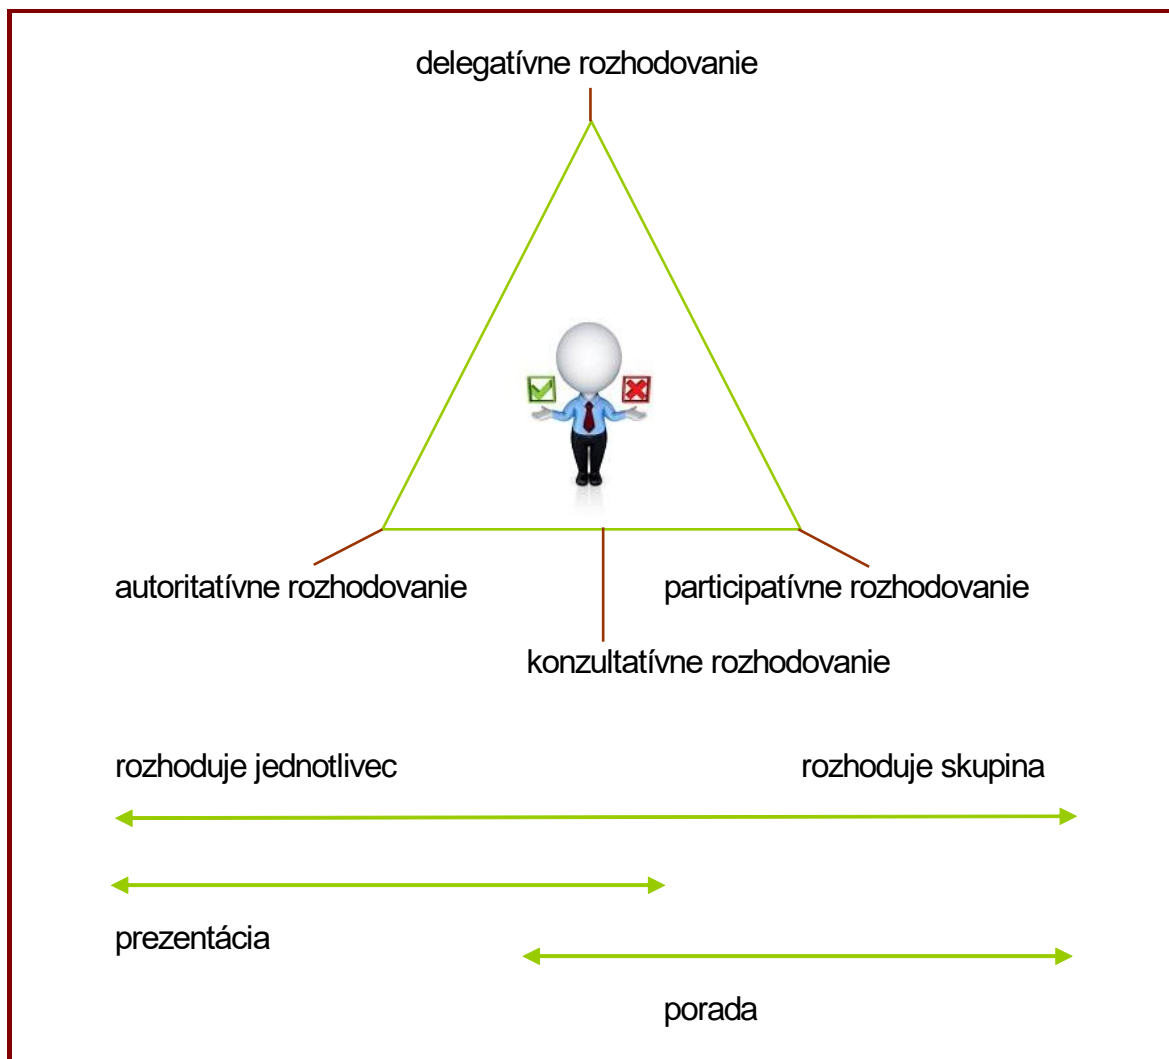 delegatívne rozhodovanie
autoritatívne rozhodovanie
participatívne rozhodovanie
konzultatívne rozhodovanie
rozhoduje jednotlivec
rozhoduje skupina
prezentácia
porada